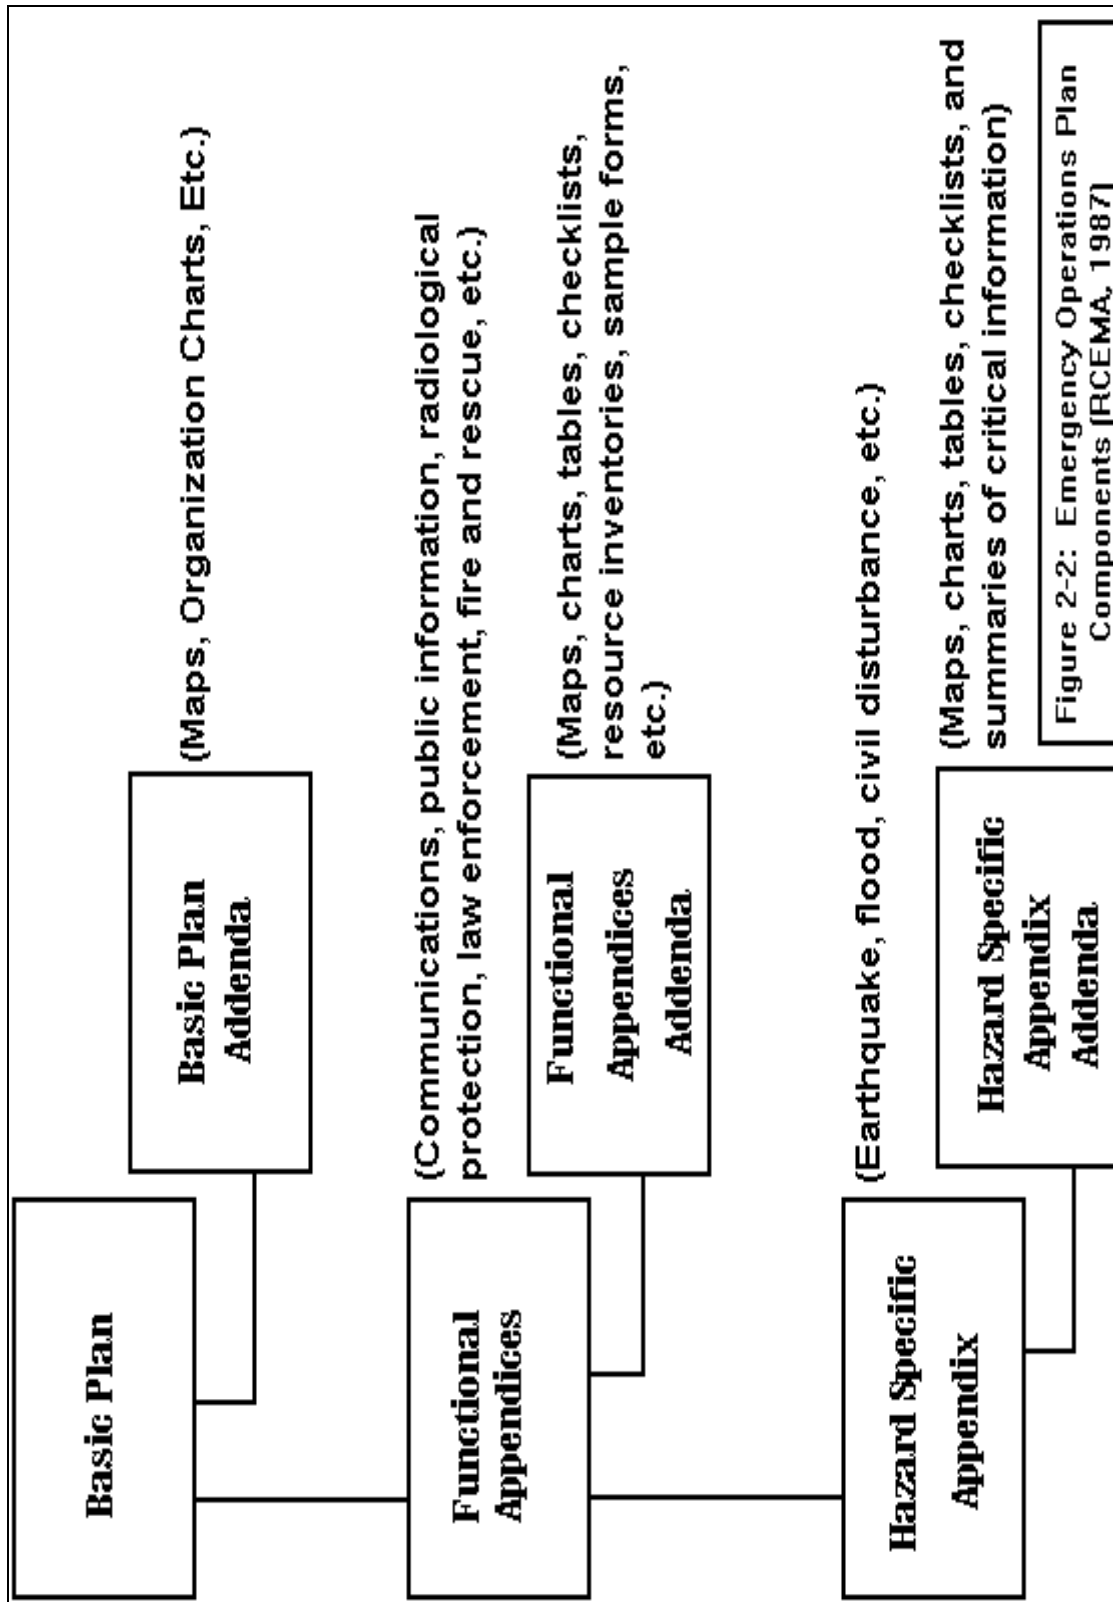 Basic Plan
Basic Plan
Addenda
(Maps, Organization Charts, Etc.)
Functional
Appendices
(Communications, public information, radiological
protection, law enforcement, fire and rescue, etc.)
Functional
Appendices
Addenda
(Maps, charts, tables, checklists,
resource inventories, sample forms,
etc.)
Hazard Specific
Appendix
(Earthquake, flood, civil disturbance, etc.)
Hazard Specific
Appendix
Addenda
(Maps, charts, tables, checklists, and
summaries of critical information)
Figure 2-2: Emergency Operations Plan
Components [RCEMA, 1987]